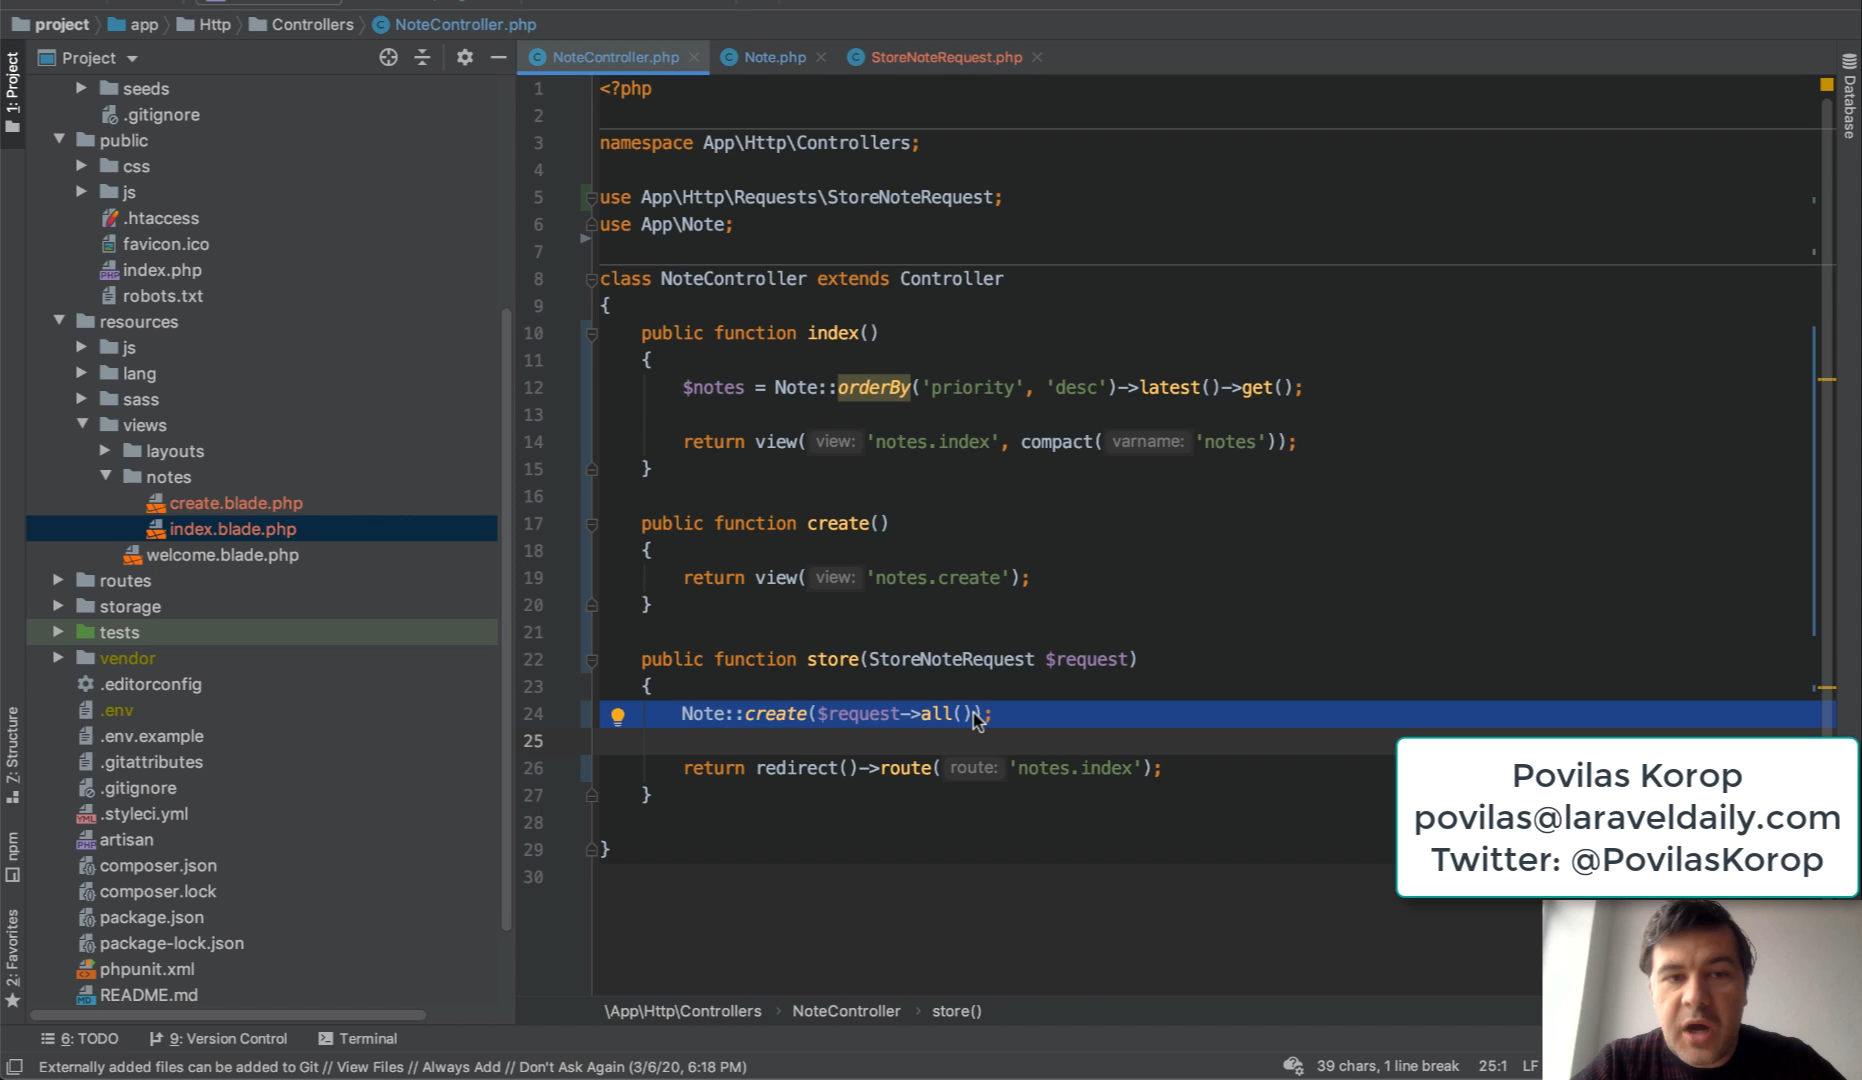 project app Http Controllers NoteController.php
Project
NoteController.php Note.php StoreNoteRequest.php
1: Project
7: Structure
npm
2: Favorites
Database
seeds
.gitignore
public
css
js
.htaccess
favicon.ico
index.php
robots.txt
resources
js
lang
sass
views
layouts
notes
create.blade.php
index.blade.php
welcome.blade.php
routes
storage
tests
vendor
.editorconfig
.env
.env.example
.gitattributes
.gitignore
.styleci.yml
artisan
composer.json
composer.lock
package.json
package-lock.json
phpunit.xml
README.md
1 <?php
2
3 namespace App\Http\Controllers;
4
5 use App\Http\Requests\StoreNoteRequest;
6 use App\Note;
7
8 class NoteController extends Controller
9 {
10 public function index()
11 {
12 $notes = Note::orderBy('priority', 'desc')->latest()->get();
13
14 return view( view: 'notes.index', compact( varname: 'notes'));
15 }
16
17 public function create()
18 {
19 return view( view: 'notes.create');
20 }
21
22 public function store(StoreNoteRequest $request)
23 {
24 Note::create($request->all());
25
26 return redirect()->route( route: 'notes.index');
27 }
28
29 }
30
Povilas Korop
povilas@laraveldaily.com
Twitter: @PovilasKorop
\App\Http\Controllers › NoteController › store()
6: TODO 9: Version Control Terminal
Externally added files can be added to Git // View Files // Always Add // Don't Ask Again (3/6/20, 6:18 PM)
39 chars, 1 line break 25:1 LF